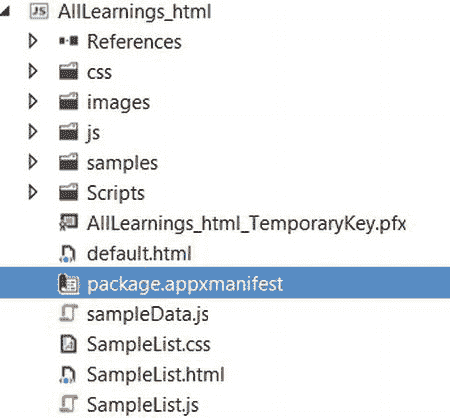 JS AllLearnings_html
References
css
images
js
samples
Scripts
AllLearnings_html_TemporaryKey.pfx
default.html
package.appxmanifest
sampleData.js
SampleList.css
SampleList.html
SampleList.js